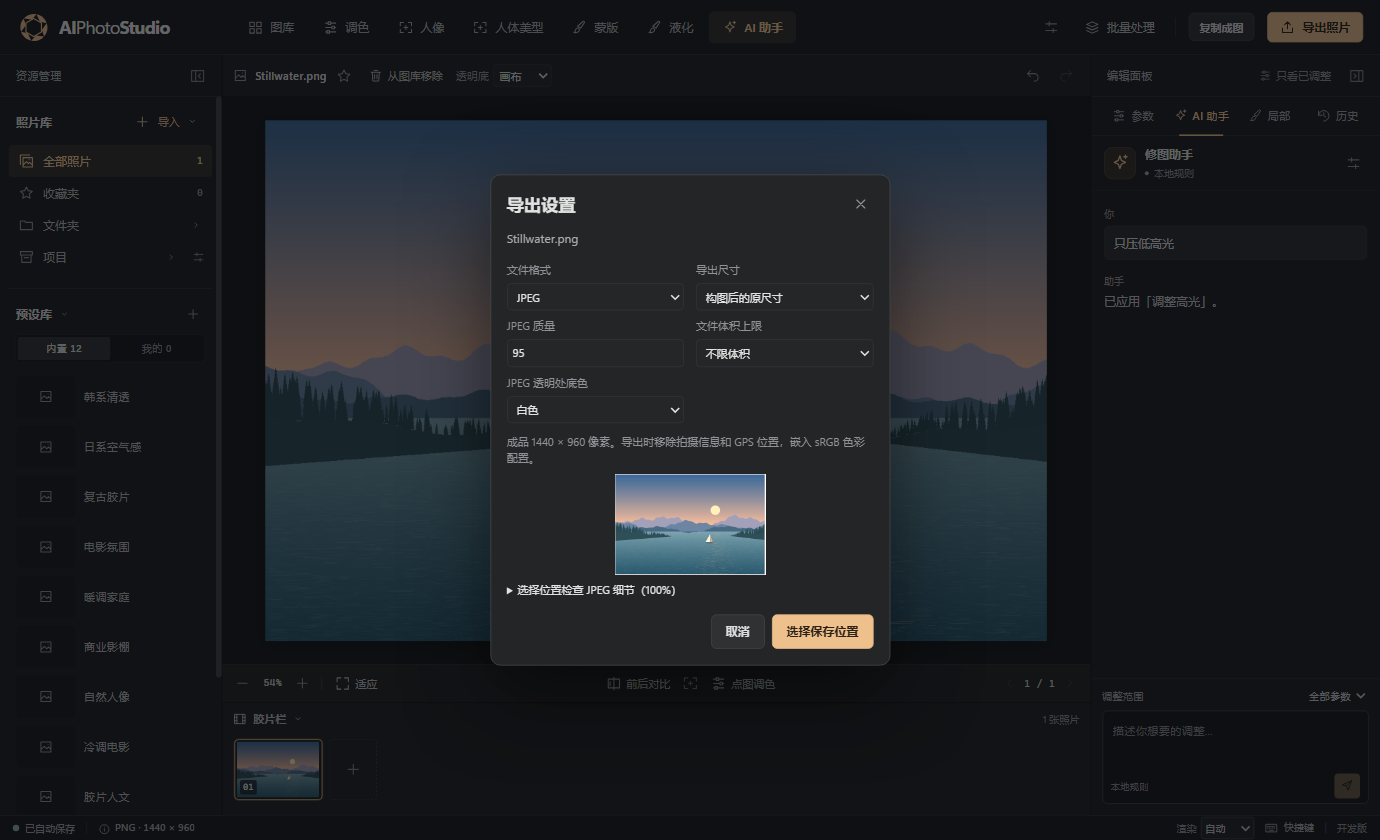 AIPhotoStudio
图库
调色
人像
人体美型
蒙版
液化
AI 助手
批量处理
复制成图
导出照片
资源管理
Stillwater.png
从图库移除
透明底
画布
编辑面板
只看已调整
照片库
导入
全部照片
1
收藏夹
0
文件夹
项目
预设库
内置 12
我的 0
韩系清透
日系空气感
复古胶片
电影氛围
暖调家庭
商业影棚
自然人像
冷调电影
胶片人文
导出设置
Stillwater.png
文件格式
导出尺寸
JPEG
构图后的原尺寸
JPEG 质量
文件体积上限
95
不限体积
JPEG 透明处底色
白色
成品 1440 × 960 像素。导出时移除拍摄信息和 GPS 位置，嵌入 sRGB 色彩
配置。
选择位置检查 JPEG 细节（100%）
取消
选择保存位置
参数
AI 助手
局部
历史
修图助手
本地规则
你
只压低高光
助手
已应用「调整高光」。
54%
适应
前后对比
点图调色
1 / 1
胶片栏
1 张照片
01
调整范围
全部参数
描述你想要的调整...
本地规则
已自动保存
PNG · 1440 × 960
渲染
自动
快捷键
开发版